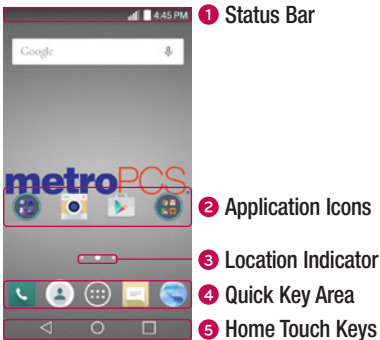 4:45 PM
1 Status Bar
Google
metroPCS.
2 Application Icons
3 Location Indicator
4 Quick Key Area
5 Home Touch Keys